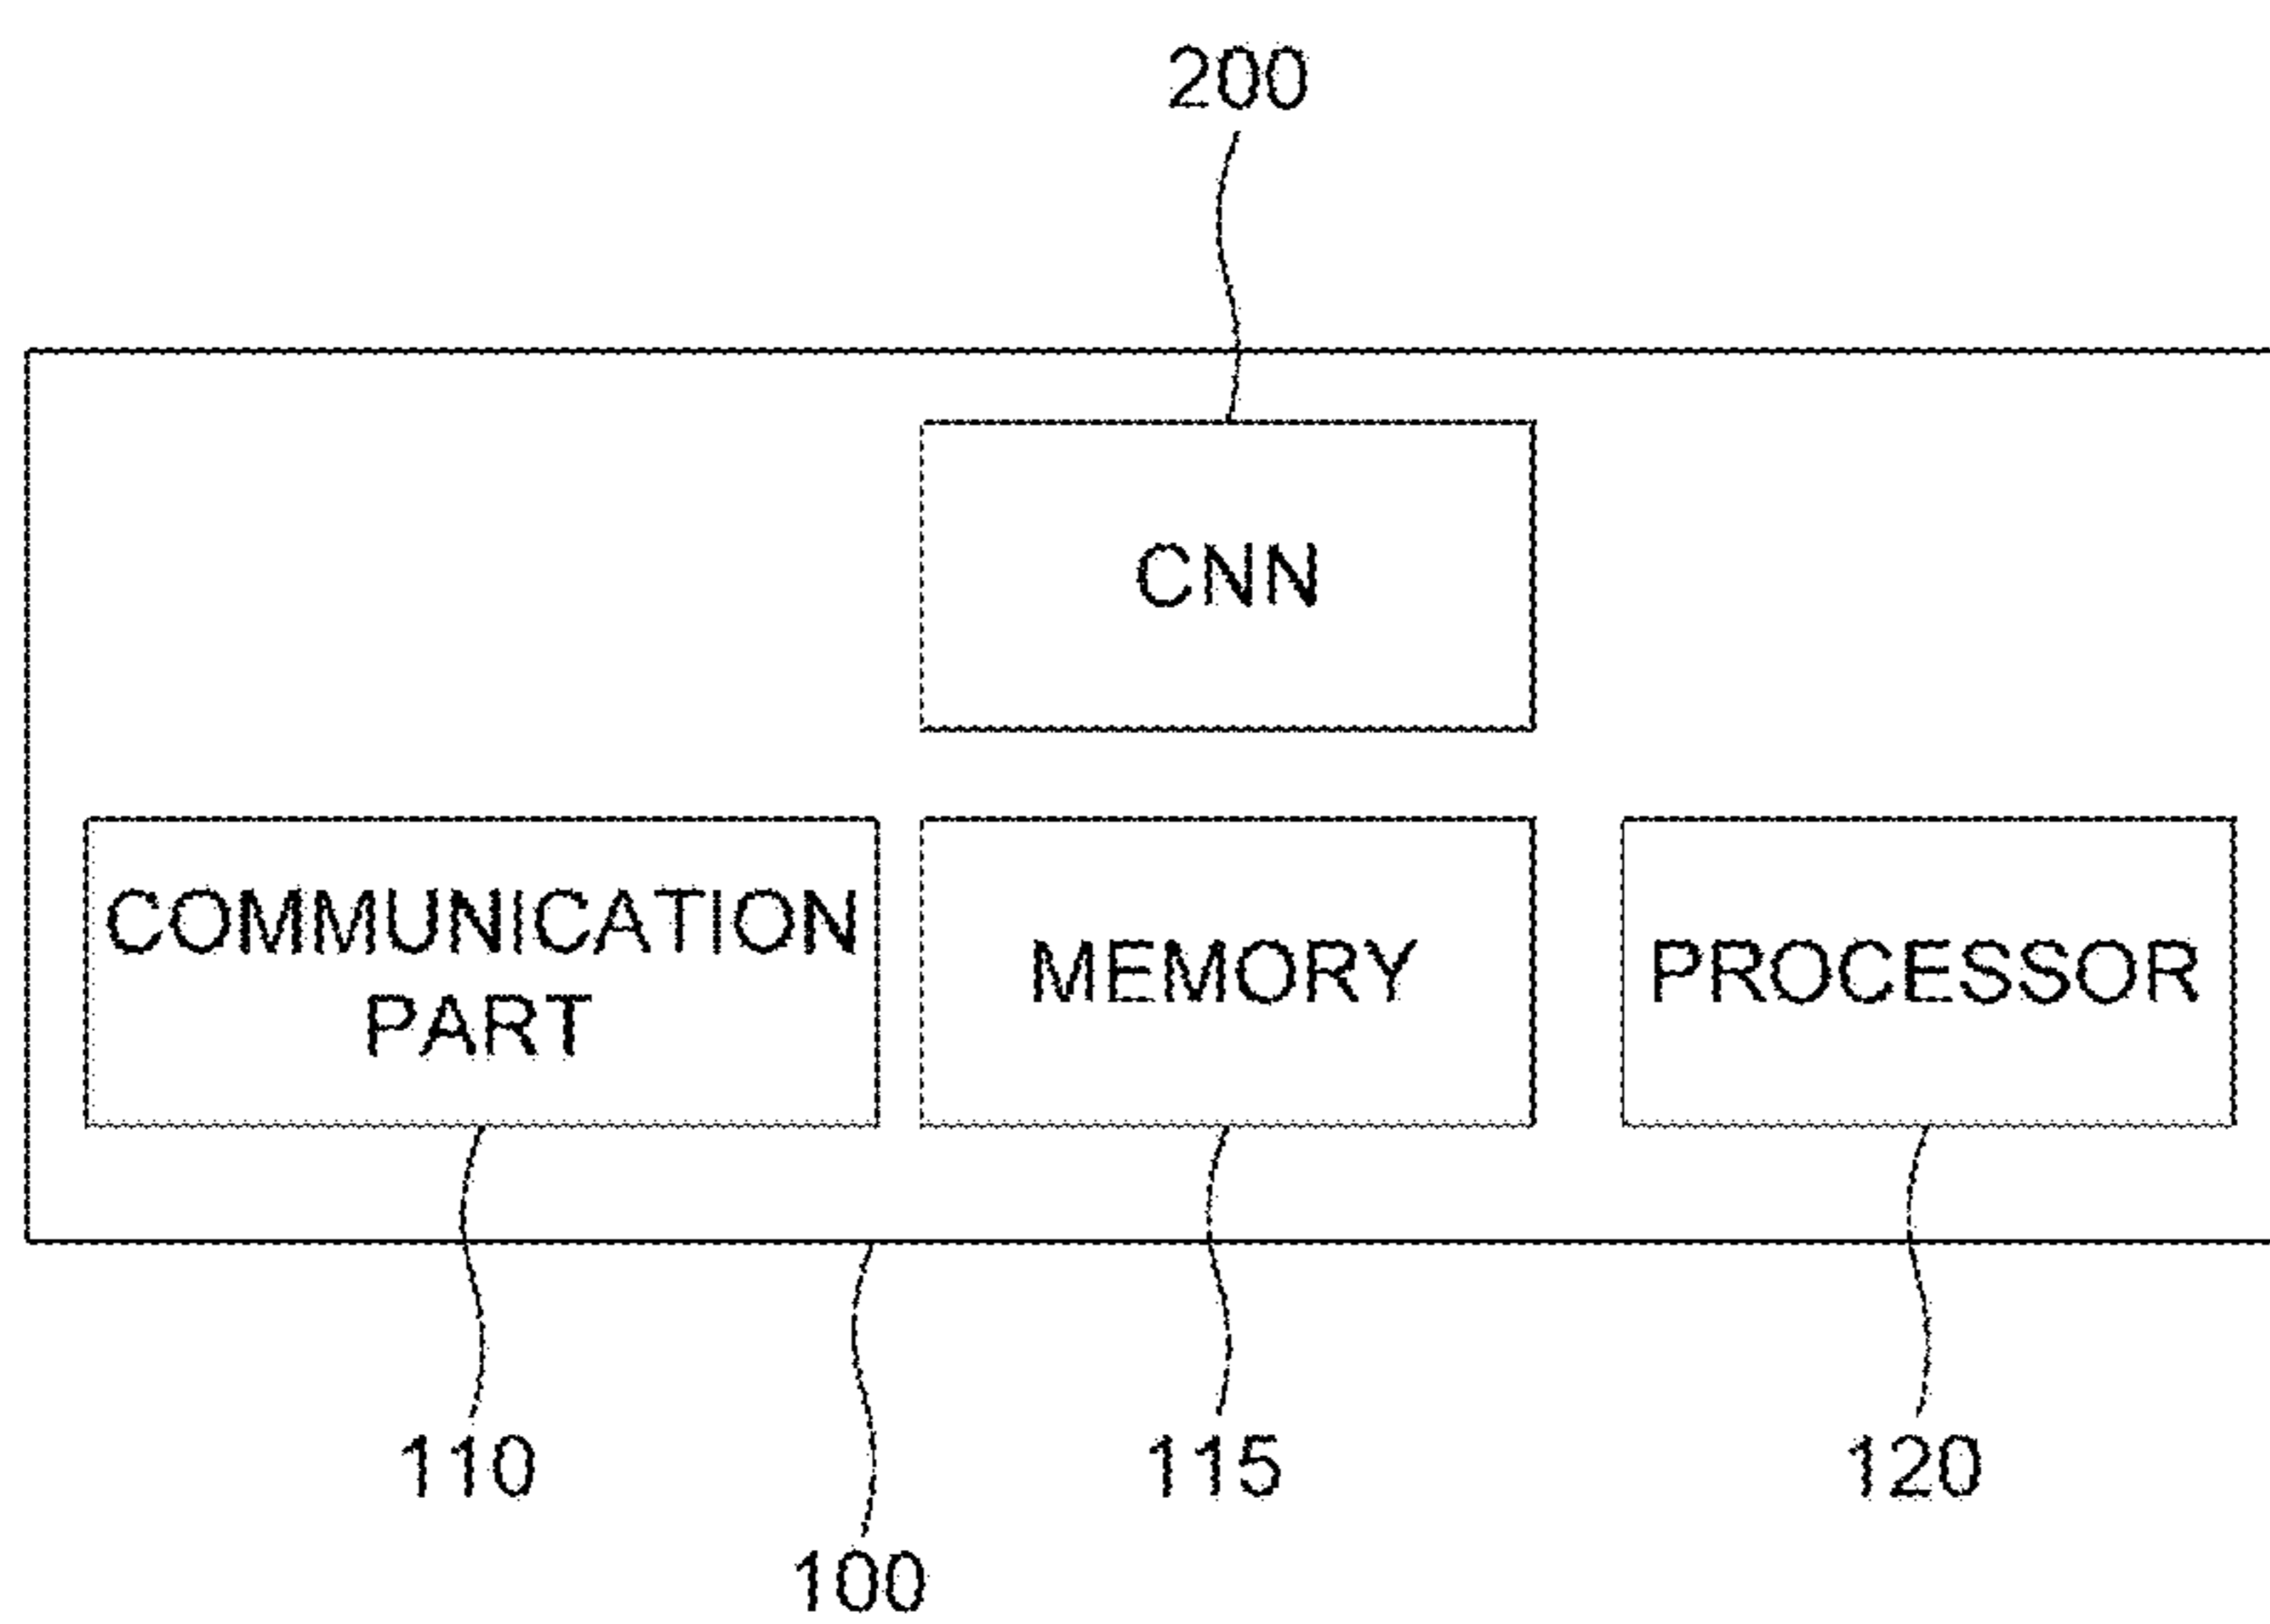 200
CNN
COMMUNICATION
PART
MEMORY
PROCESSOR
110
115
120
100